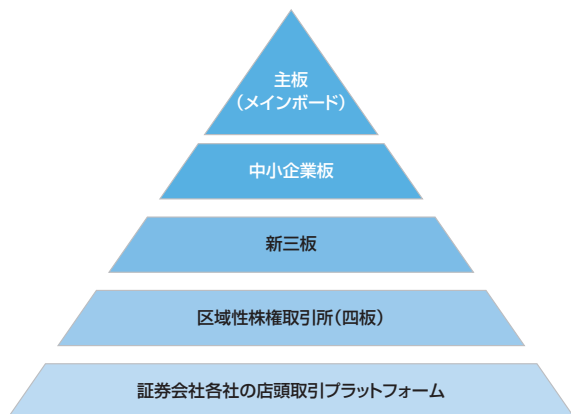 主板
（メインボード）
中小企業板
新三板
区域性株権取引所（四板）
証券会社各社の店頭取引プラットフォーム